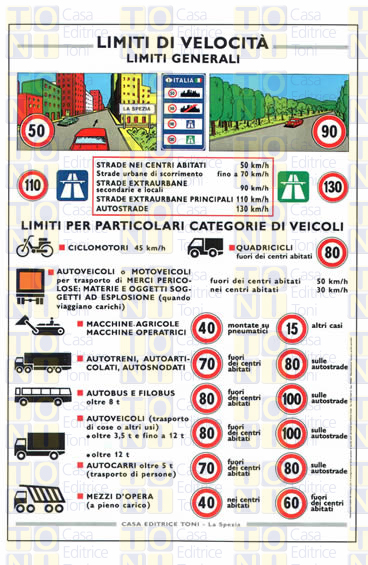 LIMITI DI VELOCITÀ
LIMITI GENERALI
ITALIA
LA SPEZIA
50
90
STRADE NEI CENTRI ABITATI 50 km/h
Strade urbane di scorrimento fino a 70 km/h
STRADE EXTRAURBANE
secondarie e locali 90 km/h
STRADE EXTRAURBANE PRINCIPALI 110 km/h
AUTOSTRADE 130 km/h
110
130
LIMITI PER PARTICOLARI CATEGORIE DI VEICOLI
CICLOMOTORI 45 km/h
QUADRICICLI
fuori dei centri abitati
80
AUTOVEICOLI o MOTOVEICOLI
per trasporto di MERCI PERICO-
LOSE: MATERIE E OGGETTI SOG-
GETTI AD ESPLOSIONE (quando
viaggiano carichi)
fuori dei centri abitati 50 km/h
nei centri abitati 30 km/h
MACCHINE AGRICOLE
MACCHINE OPERATRICI
40
montate su
pneumatici
15
altri casi
AUTOTRENI, AUTOARTI-
COLATI, AUTOSNODATI
70
fuori
dei centri
abitati
80
sulle
autostrade
AUTOBUS E FILOBUS
oltre 8 t
80
fuori
dei centri
abitati
100
sulle
autostrade
AUTOVEICOLI (trasporto
di cose o altri usi)
• oltre 3,5 t e fino a 12 t
80
fuori
dei centri
abitati
100
sulle
autostrade
• oltre 12 t
AUTOCARRI oltre 5 t
(trasporto di persone)
70
fuori
dei centri
abitati
80
sulle
autostrade
MEZZI D'OPERA
(a pieno carico)
40
nei centri
abitati
60
fuori
dei centri
abitati
CASA EDITRICE TONI - La Spezia
Casa
Editrice
Toni